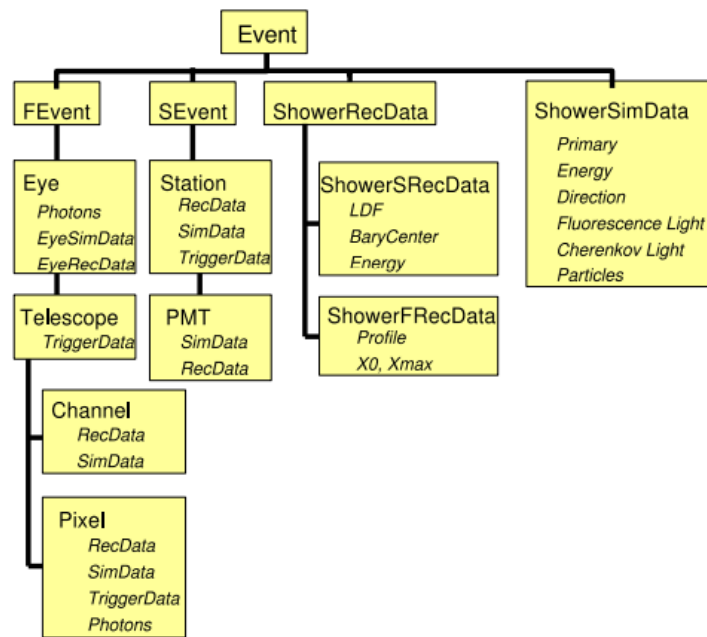 Event
FEvent
SEvent
ShowerRecData
ShowerSimData
Primary
Energy
Direction
Fluorescence Light
Cherenkov Light
Particles
Eye
Photons
EyeSimData
EyeRecData
Station
RecData
SimData
TriggerData
ShowerSRecData
LDF
BaryCenter
Energy
Telescope
TriggerData
PMT
SimData
RecData
ShowerFRecData
Profile
X0, Xmax
Channel
RecData
SimData
Pixel
RecData
SimData
TriggerData
Photons